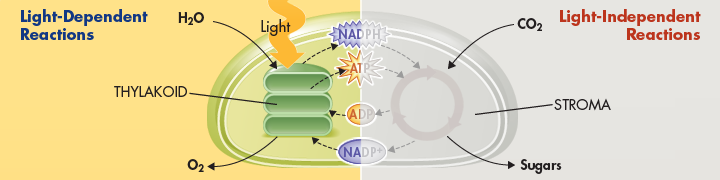 Light-Dependent
Reactions
H₂O
Light
NADPH
CO₂
Light-Independent
Reactions
ATP
THYLAKOID
ADP
STROMA
NADP+
O₂
Sugars